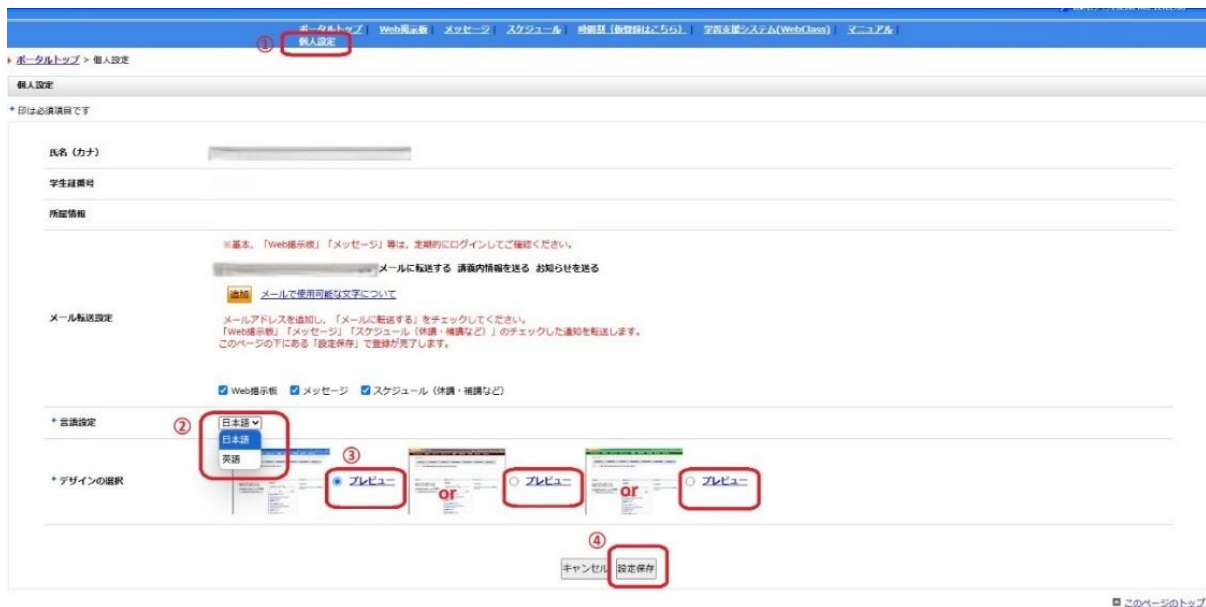 ポータルトップ | Web掲示板 | メッセージ | スケジュール | 時間割（仮登録はこちら） | 学習支援システム(WebClass) | マニュアル |
① 個人設定
ポータルトップ > 個人設定
個人設定
* 印は必須項目です
氏名（カナ）
学生証番号
所属情報
※基本，「Web掲示板」「メッセージ」等は，定期的にログインしてご確認ください。
メールに転送する 講義内情報を送る お知らせを送る
追加 メールで使用可能な文字について
メール転送設定
メールアドレスを追加し，「メールに転送する」をチェックしてください。
「Web掲示板」「メッセージ」「スケジュール（休講・補講など）」のチェックした通知を転送します。
このページの下にある「設定保存」で登録が完了します。
Web掲示板 メッセージ スケジュール（休講・補講など）
* 言語設定 ② 日本語
日本語
英語
③
* デザインの選択 プレビュー or プレビュー or プレビュー
④
キャンセル 設定保存
このページのトップ